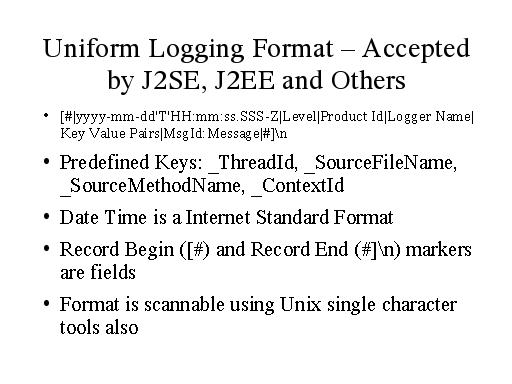 Uniform Logging Format – Accepted
by J2SE, J2EE and Others
• [#|yyyy-mm-dd'T'HH:mm:ss.SSS-Z|Level|Product Id|Logger Name|
Key Value Pairs|MsgId:Message|#]\n
• Predefined Keys: _ThreadId, _SourceFileName,
_SourceMethodName, _ContextId
• Date Time is a Internet Standard Format
• Record Begin ([#) and Record End (#]\n) markers
are fields
• Format is scannable using Unix single character
tools also